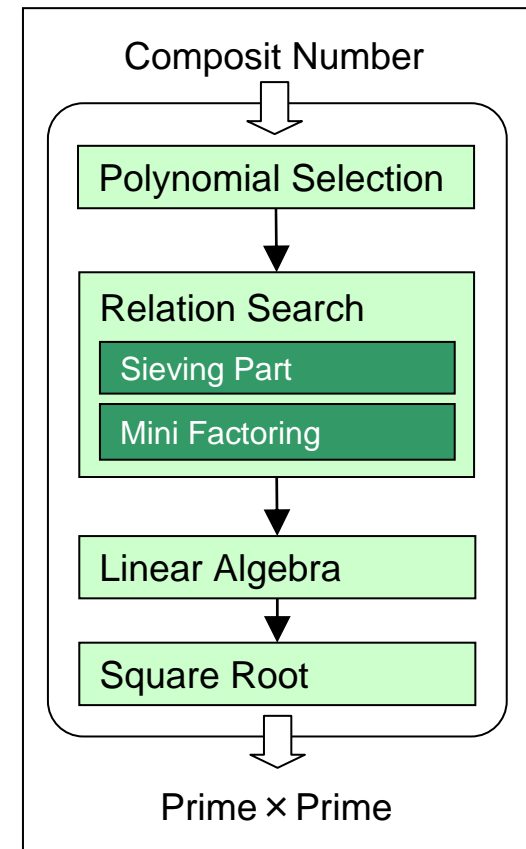 Composit Number
Polynomial Selection
Relation Search
Sieving Part
Mini Factoring
Linear Algebra
Square Root
Prime × Prime